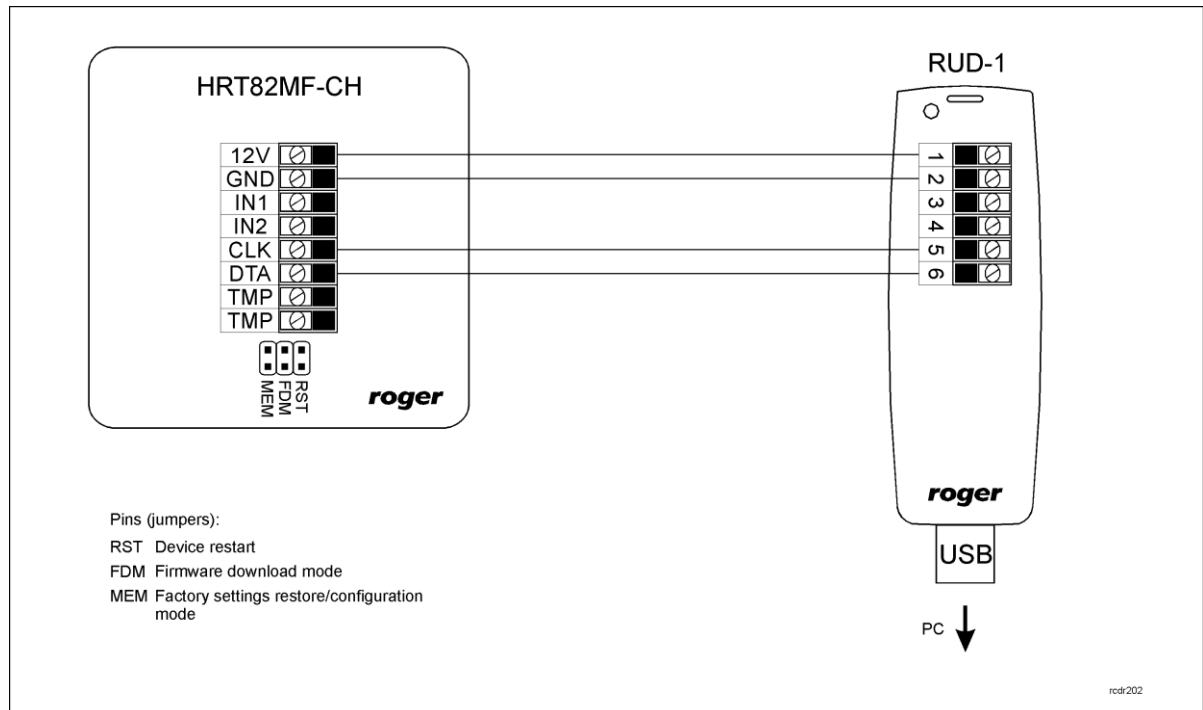 HRT82MF-CH
12V
GND
IN1
IN2
CLK
DTA
TMP
TMP
MEM
FDM
RST
roger
RUD-1
1
2
3
4
5
6
roger
USB
PC
Pins (jumpers):
RST Device restart
FDM Firmware download mode
MEM Factory settings restore/configuration
mode
rcdr202